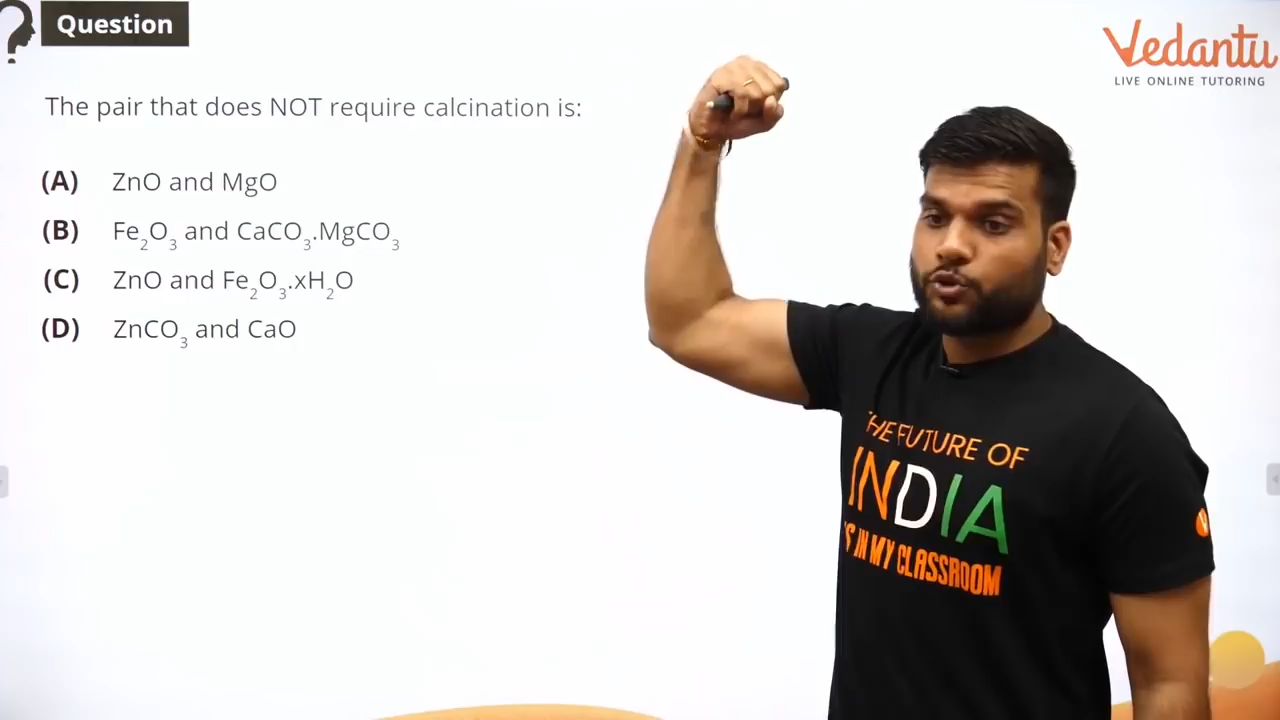 Question
Vedantu
LIVE ONLINE TUTORING
The pair that does NOT require calcination is:
(A) ZnO and MgO
(B) Fe₂O₃ and CaCO₃.MgCO₃
(C) ZnO and Fe₂O₃.xH₂O
(D) ZnCO₃ and CaO
THE FUTURE OF
INDIA
IS IN MY CLASSROOM